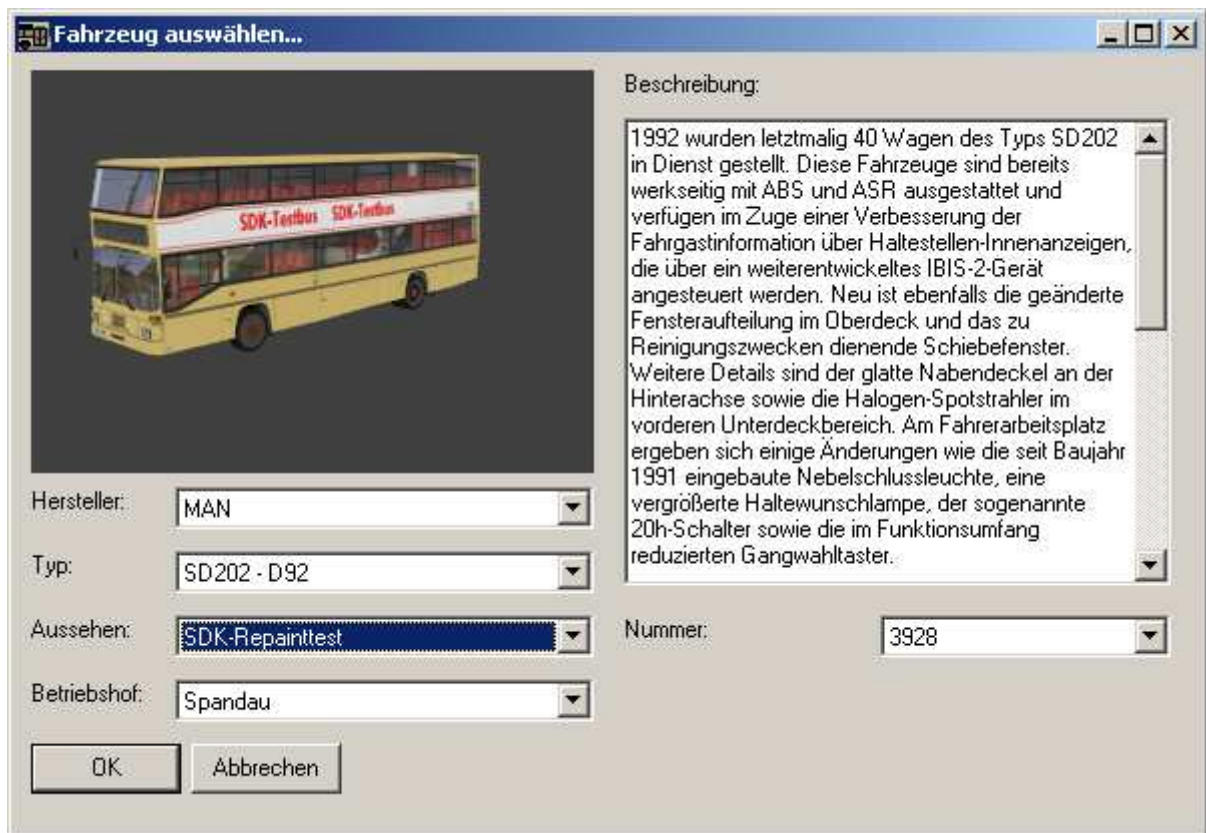 Fahrzeug auswählen...
SDK-Testbus SDK-Testbus
Hersteller:
MAN
Typ:
SD202 - D92
Aussehen:
SDK-Repainttest
Betriebshof:
Spandau
OK
Abbrechen
Beschreibung:
1992 wurden letztmalig 40 Wagen des Typs SD202
in Dienst gestellt. Diese Fahrzeuge sind bereits
werkseitig mit ABS und ASR ausgestattet und
verfügen im Zuge einer Verbesserung der
Fahrgastinformation über Haltestellen-Innenanzeigen,
die über ein weiterentwickeltes IBIS-2-Gerät
angesteuert werden. Neu ist ebenfalls die geänderte
Fensteraufteilung im Oberdeck und das zu
Reinigungszwecken dienende Schiebefenster.
Weitere Details sind der glatte Nabendeckel an der
Hinterachse sowie die Halogen-Spotstrahler im
vorderen Unterdeckbereich. Am Fahrerarbeitsplatz
ergeben sich einige Änderungen wie die seit Baujahr
1991 eingebaute Nebelschlussleuchte, eine
vergrößerte Haltewunschlampe, der sogenannte
20h-Schalter sowie die im Funktionsumfang
reduzierten Gangwahltaster.
Nummer:
3928